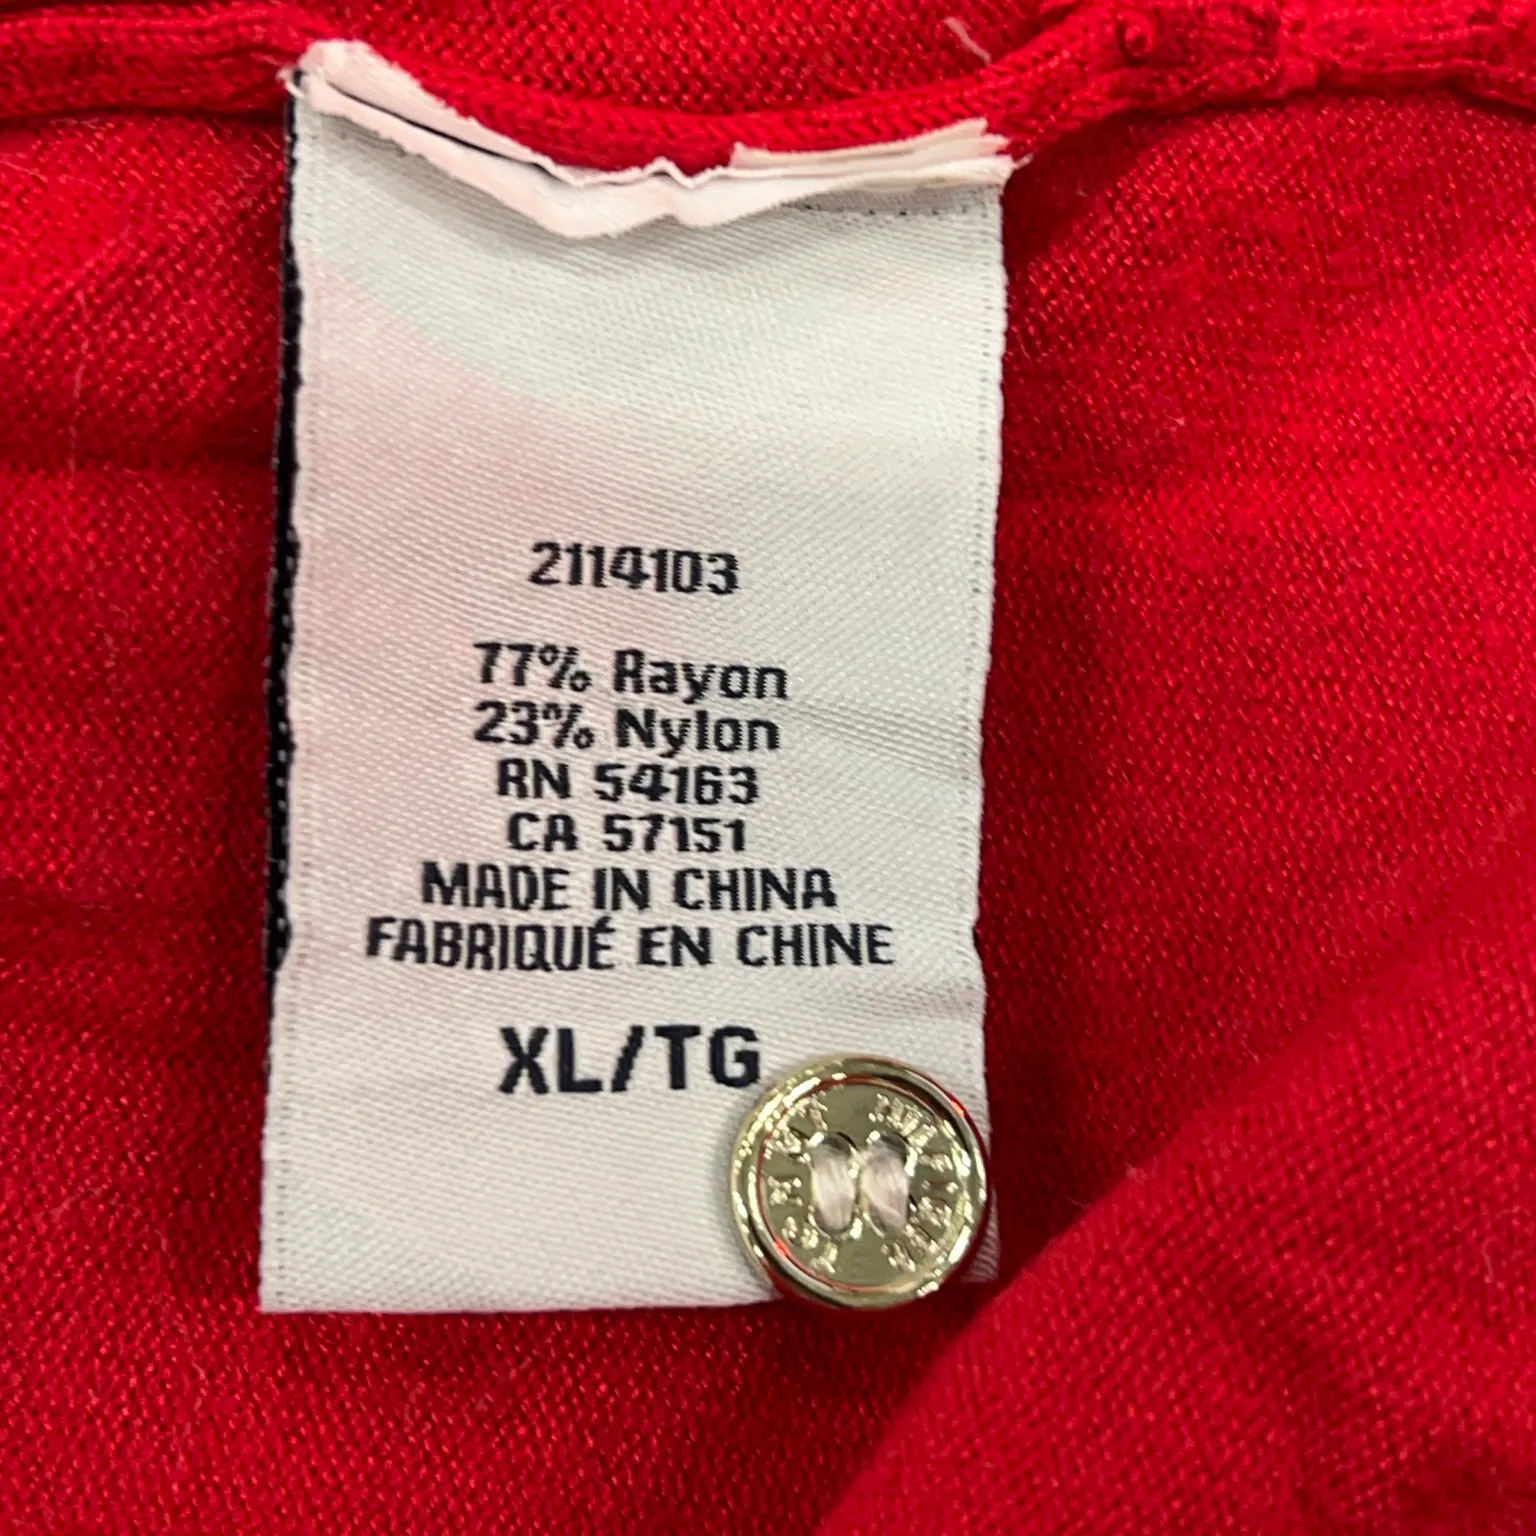 2114103
77% Rayon
23% Nylon
RN 54163
CA 57151
MADE IN CHINA
FABRIQUÉ EN CHINE
XL/TG